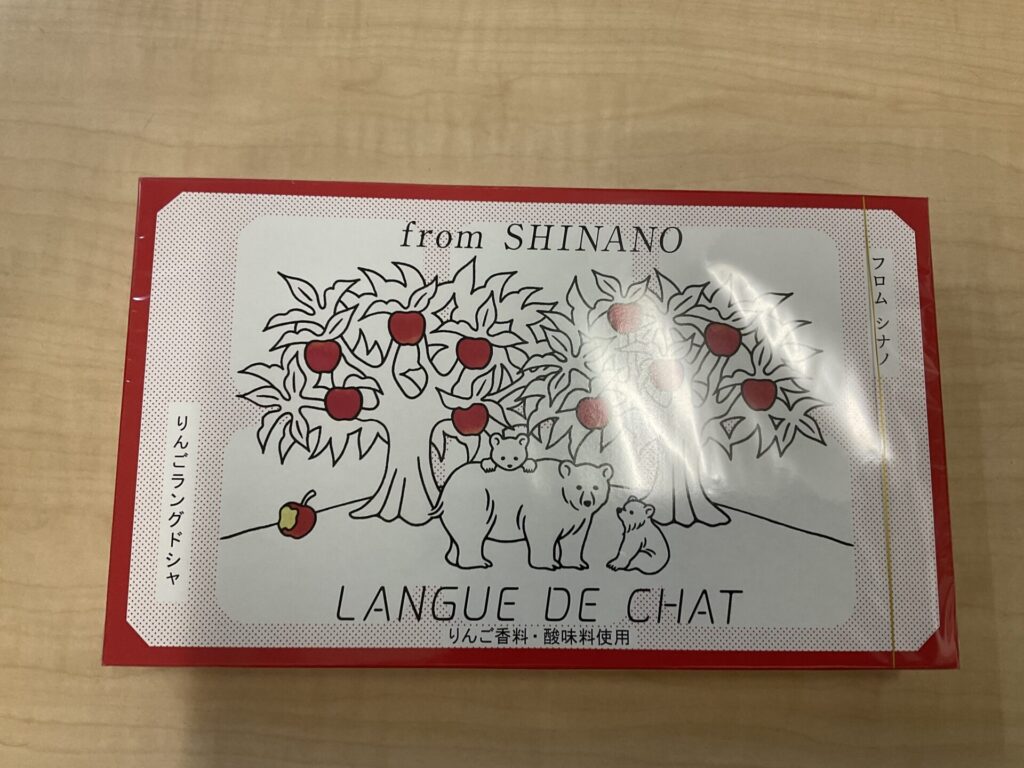 from SHINANO
フロム シナノ
りんごラングドシャ
LANGUE DE CHAT
りんご香料・酸味料使用